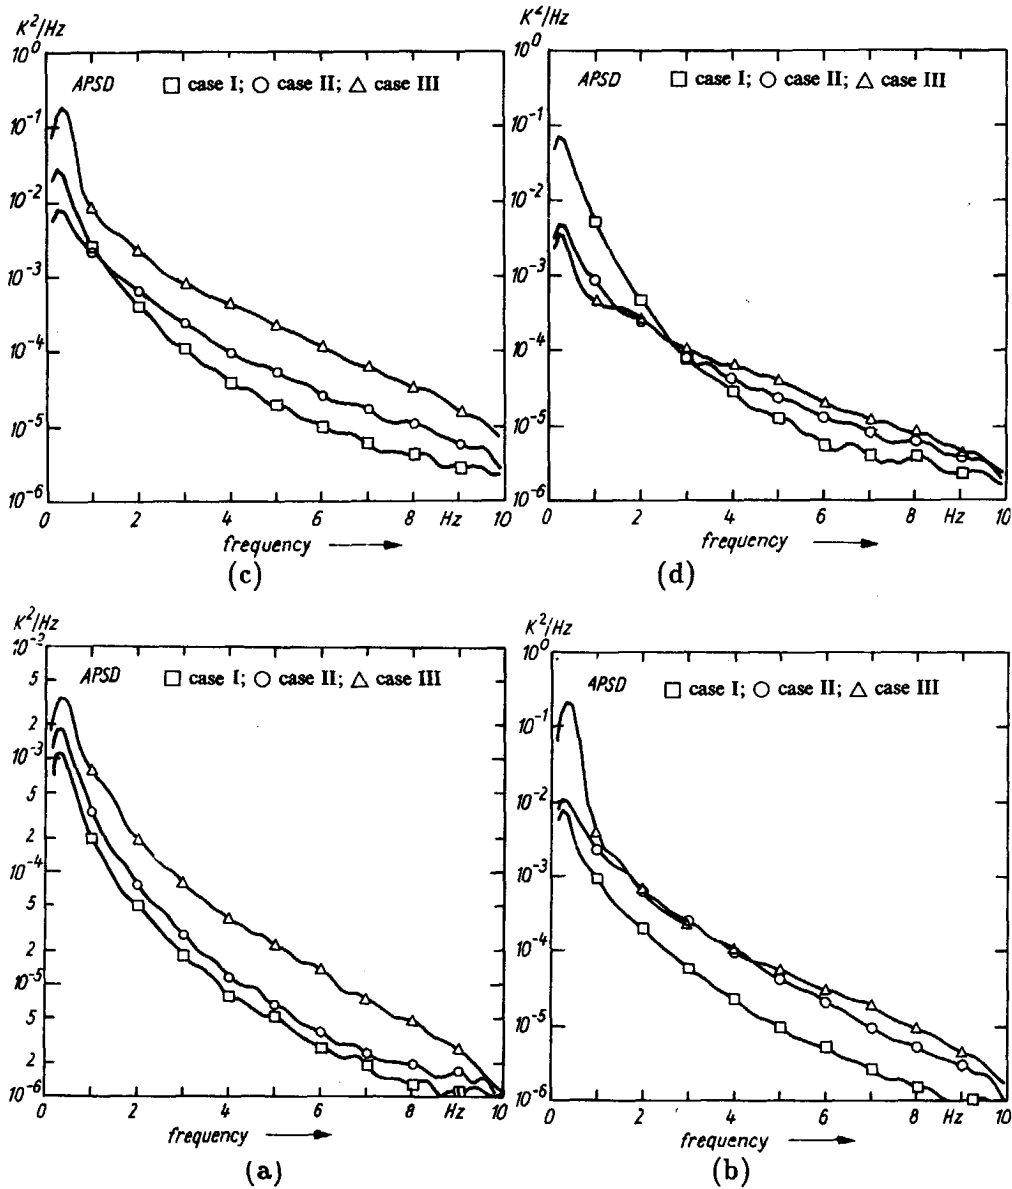 K²/Hz
10⁰
APSD □ case I; ○ case II; △ case III
10⁻¹
10⁻²
10⁻³
10⁻⁴
10⁻⁵
10⁻⁶
0 2 4 6 8 Hz 10
frequency
(c)
K²/Hz
10⁰
APSD □ case I; ○ case II; △ case III
10⁻¹
10⁻²
10⁻³
10⁻⁴
10⁻⁵
10⁻⁶
0 2 4 6 8 Hz 10
frequency
(d)
K²/Hz
10⁻²
5
APSD □ case I; ○ case II; △ case III
2
10⁻³
5
2
10⁻⁴
5
2
10⁻⁵
5
2
10⁻⁶
0 2 4 6 8 Hz 10
frequency
(a)
K²/Hz
10⁰
APSD □ case I; ○ case II; △ case III
10⁻¹
10⁻²
10⁻³
10⁻⁴
10⁻⁵
10⁻⁶
0 2 4 6 8 Hz 10
frequency
(b)